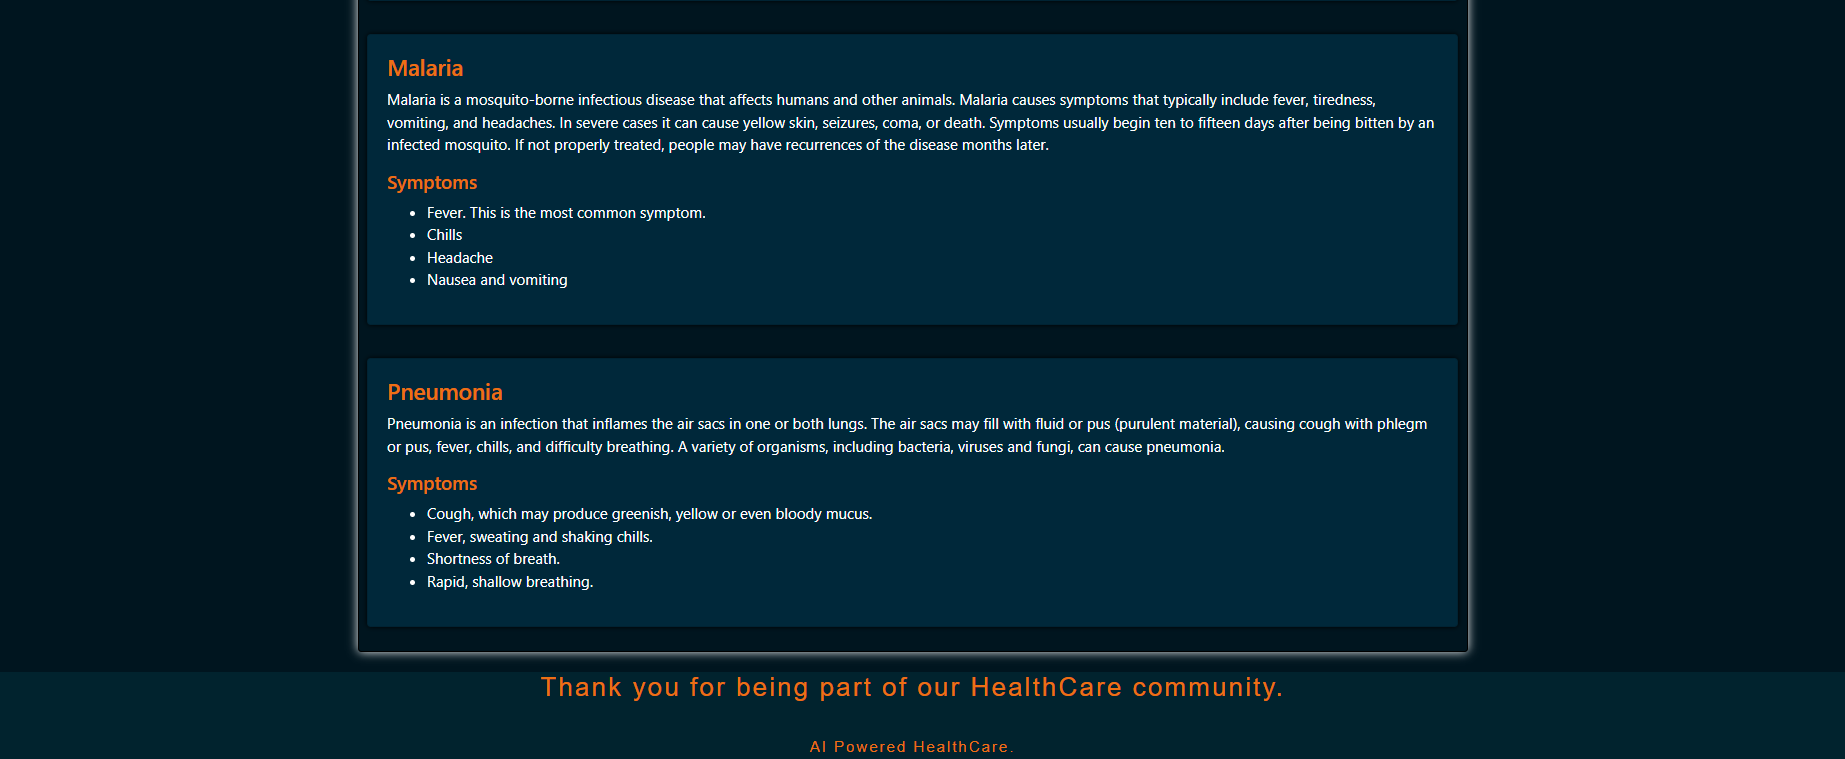 Malaria
Malaria is a mosquito-borne infectious disease that affects humans and other animals. Malaria causes symptoms that typically include fever, tiredness,
vomiting, and headaches. In severe cases it can cause yellow skin, seizures, coma, or death. Symptoms usually begin ten to fifteen days after being bitten by an
infected mosquito. If not properly treated, people may have recurrences of the disease months later.
Symptoms
• Fever. This is the most common symptom.
• Chills
• Headache
• Nausea and vomiting
Pneumonia
Pneumonia is an infection that inflames the air sacs in one or both lungs. The air sacs may fill with fluid or pus (purulent material), causing cough with phlegm
or pus, fever, chills, and difficulty breathing. A variety of organisms, including bacteria, viruses and fungi, can cause pneumonia.
Symptoms
• Cough, which may produce greenish, yellow or even bloody mucus.
• Fever, sweating and shaking chills.
• Shortness of breath.
• Rapid, shallow breathing.
Thank you for being part of our HealthCare community.
AI Powered HealthCare.